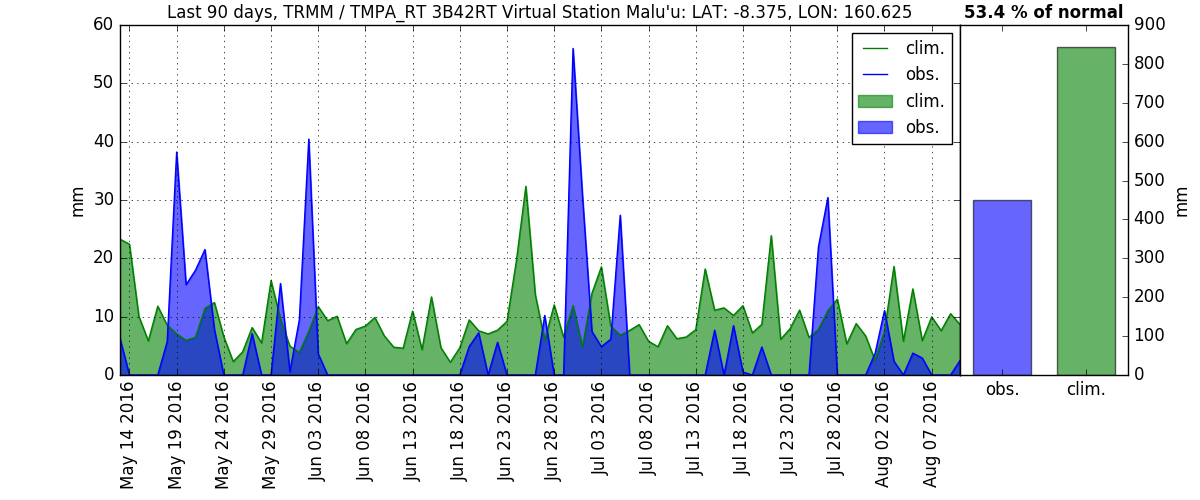 Last 90 days, TRMM / TMPA_RT 3B42RT Virtual Station Malu'u: LAT: -8.375, LON: 160.625
53.4 % of normal
60
50
40
30
20
10
0
mm
clim.
obs.
clim.
obs.
900
800
700
600
500
400
300
200
100
0
mm
May 14 2016
May 19 2016
May 24 2016
May 29 2016
Jun 03 2016
Jun 08 2016
Jun 13 2016
Jun 18 2016
Jun 23 2016
Jun 28 2016
Jul 03 2016
Jul 08 2016
Jul 13 2016
Jul 18 2016
Jul 23 2016
Jul 28 2016
Aug 02 2016
Aug 07 2016
obs.
clim.